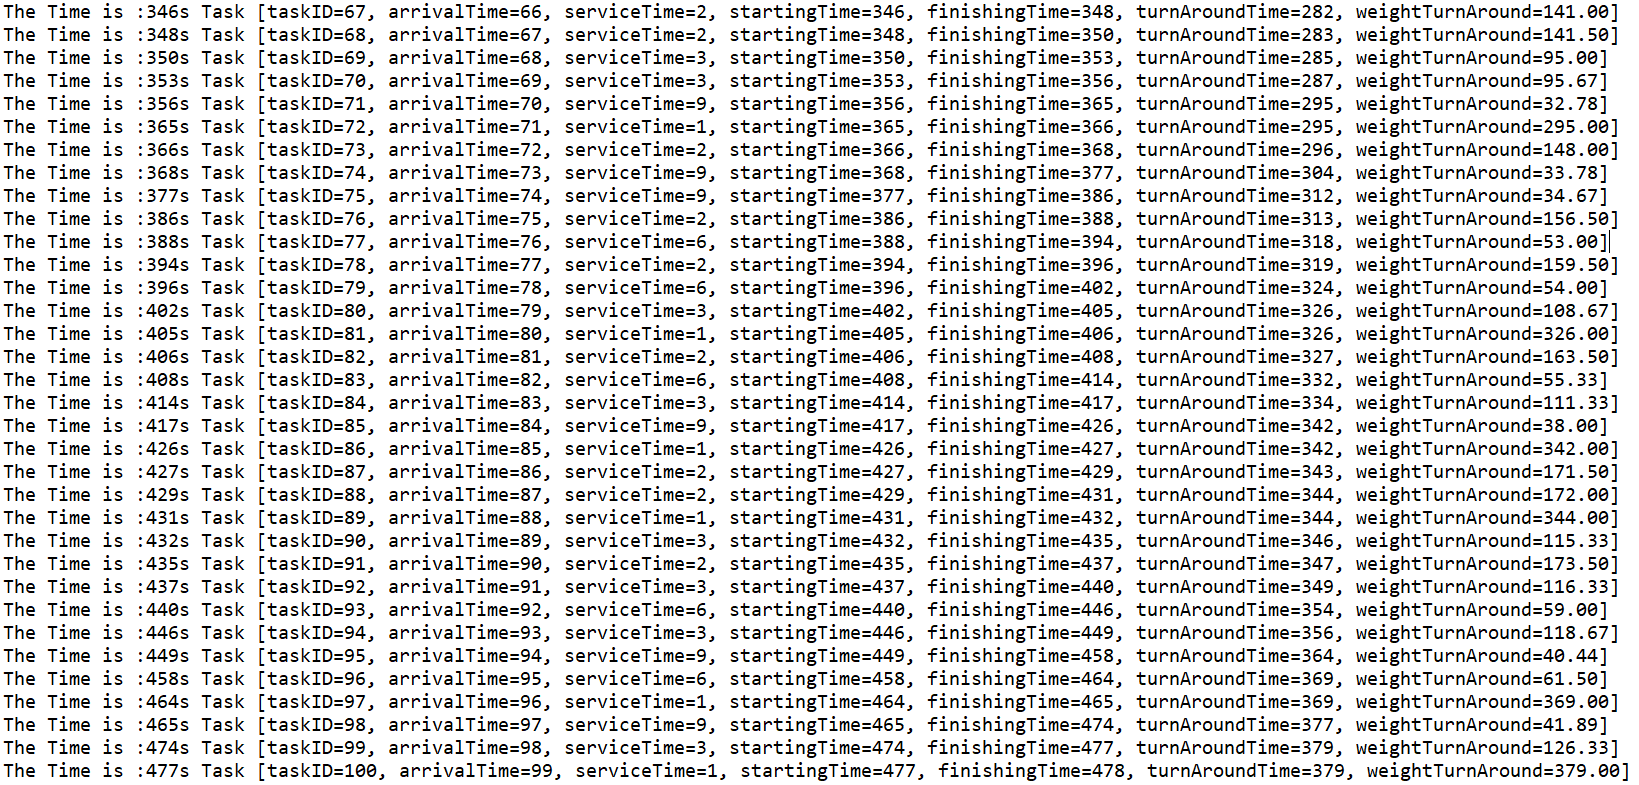 The Time is :346s Task [taskID=67, arrivalTime=66, serviceTime=2, startingTime=346, finishingTime=348, turnAroundTime=282, weightTurnAround=141.00]
The Time is :348s Task [taskID=68, arrivalTime=67, serviceTime=2, startingTime=348, finishingTime=350, turnAroundTime=283, weightTurnAround=141.50]
The Time is :350s Task [taskID=69, arrivalTime=68, serviceTime=3, startingTime=350, finishingTime=353, turnAroundTime=285, weightTurnAround=95.00]
The Time is :353s Task [taskID=70, arrivalTime=69, serviceTime=3, startingTime=353, finishingTime=356, turnAroundTime=287, weightTurnAround=95.67]
The Time is :356s Task [taskID=71, arrivalTime=70, serviceTime=9, startingTime=356, finishingTime=365, turnAroundTime=295, weightTurnAround=32.78]
The Time is :365s Task [taskID=72, arrivalTime=71, serviceTime=1, startingTime=365, finishingTime=366, turnAroundTime=295, weightTurnAround=295.00]
The Time is :366s Task [taskID=73, arrivalTime=72, serviceTime=2, startingTime=366, finishingTime=368, turnAroundTime=296, weightTurnAround=148.00]
The Time is :368s Task [taskID=74, arrivalTime=73, serviceTime=9, startingTime=368, finishingTime=377, turnAroundTime=304, weightTurnAround=33.78]
The Time is :377s Task [taskID=75, arrivalTime=74, serviceTime=9, startingTime=377, finishingTime=386, turnAroundTime=312, weightTurnAround=34.67]
The Time is :386s Task [taskID=76, arrivalTime=75, serviceTime=2, startingTime=386, finishingTime=388, turnAroundTime=313, weightTurnAround=156.50]
The Time is :388s Task [taskID=77, arrivalTime=76, serviceTime=6, startingTime=388, finishingTime=394, turnAroundTime=318, weightTurnAround=53.00]
The Time is :394s Task [taskID=78, arrivalTime=77, serviceTime=2, startingTime=394, finishingTime=396, turnAroundTime=319, weightTurnAround=159.50]
The Time is :396s Task [taskID=79, arrivalTime=78, serviceTime=6, startingTime=396, finishingTime=402, turnAroundTime=324, weightTurnAround=54.00]
The Time is :402s Task [taskID=80, arrivalTime=79, serviceTime=3, startingTime=402, finishingTime=405, turnAroundTime=326, weightTurnAround=108.67]
The Time is :405s Task [taskID=81, arrivalTime=80, serviceTime=1, startingTime=405, finishingTime=406, turnAroundTime=326, weightTurnAround=326.00]
The Time is :406s Task [taskID=82, arrivalTime=81, serviceTime=2, startingTime=406, finishingTime=408, turnAroundTime=327, weightTurnAround=163.50]
The Time is :408s Task [taskID=83, arrivalTime=82, serviceTime=6, startingTime=408, finishingTime=414, turnAroundTime=332, weightTurnAround=55.33]
The Time is :414s Task [taskID=84, arrivalTime=83, serviceTime=3, startingTime=414, finishingTime=417, turnAroundTime=334, weightTurnAround=111.33]
The Time is :417s Task [taskID=85, arrivalTime=84, serviceTime=9, startingTime=417, finishingTime=426, turnAroundTime=342, weightTurnAround=38.00]
The Time is :426s Task [taskID=86, arrivalTime=85, serviceTime=1, startingTime=426, finishingTime=427, turnAroundTime=342, weightTurnAround=342.00]
The Time is :427s Task [taskID=87, arrivalTime=86, serviceTime=2, startingTime=427, finishingTime=429, turnAroundTime=343, weightTurnAround=171.50]
The Time is :429s Task [taskID=88, arrivalTime=87, serviceTime=2, startingTime=429, finishingTime=431, turnAroundTime=344, weightTurnAround=172.00]
The Time is :431s Task [taskID=89, arrivalTime=88, serviceTime=1, startingTime=431, finishingTime=432, turnAroundTime=344, weightTurnAround=344.00]
The Time is :432s Task [taskID=90, arrivalTime=89, serviceTime=3, startingTime=432, finishingTime=435, turnAroundTime=346, weightTurnAround=115.33]
The Time is :435s Task [taskID=91, arrivalTime=90, serviceTime=2, startingTime=435, finishingTime=437, turnAroundTime=347, weightTurnAround=173.50]
The Time is :437s Task [taskID=92, arrivalTime=91, serviceTime=3, startingTime=437, finishingTime=440, turnAroundTime=349, weightTurnAround=116.33]
The Time is :440s Task [taskID=93, arrivalTime=92, serviceTime=6, startingTime=440, finishingTime=446, turnAroundTime=354, weightTurnAround=59.00]
The Time is :446s Task [taskID=94, arrivalTime=93, serviceTime=3, startingTime=446, finishingTime=449, turnAroundTime=356, weightTurnAround=118.67]
The Time is :449s Task [taskID=95, arrivalTime=94, serviceTime=9, startingTime=449, finishingTime=458, turnAroundTime=364, weightTurnAround=40.44]
The Time is :458s Task [taskID=96, arrivalTime=95, serviceTime=6, startingTime=458, finishingTime=464, turnAroundTime=369, weightTurnAround=61.50]
The Time is :464s Task [taskID=97, arrivalTime=96, serviceTime=1, startingTime=464, finishingTime=465, turnAroundTime=369, weightTurnAround=369.00]
The Time is :465s Task [taskID=98, arrivalTime=97, serviceTime=9, startingTime=465, finishingTime=474, turnAroundTime=377, weightTurnAround=41.89]
The Time is :474s Task [taskID=99, arrivalTime=98, serviceTime=3, startingTime=474, finishingTime=477, turnAroundTime=379, weightTurnAround=126.33]
The Time is :477s Task [taskID=100, arrivalTime=99, serviceTime=1, startingTime=477, finishingTime=478, turnAroundTime=379, weightTurnAround=379.00]